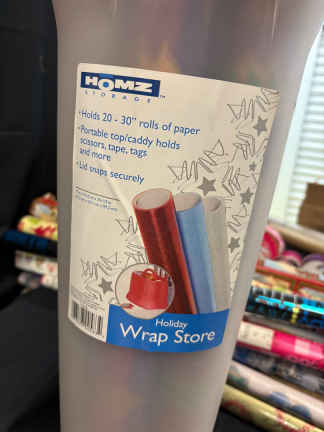 HOMZ™
STORAGE
•Holds 20 - 30" rolls of paper
•Portable top/caddy holds
scissors, tape, tags
and more
•Lid snaps securely
Holiday
Wrap Store